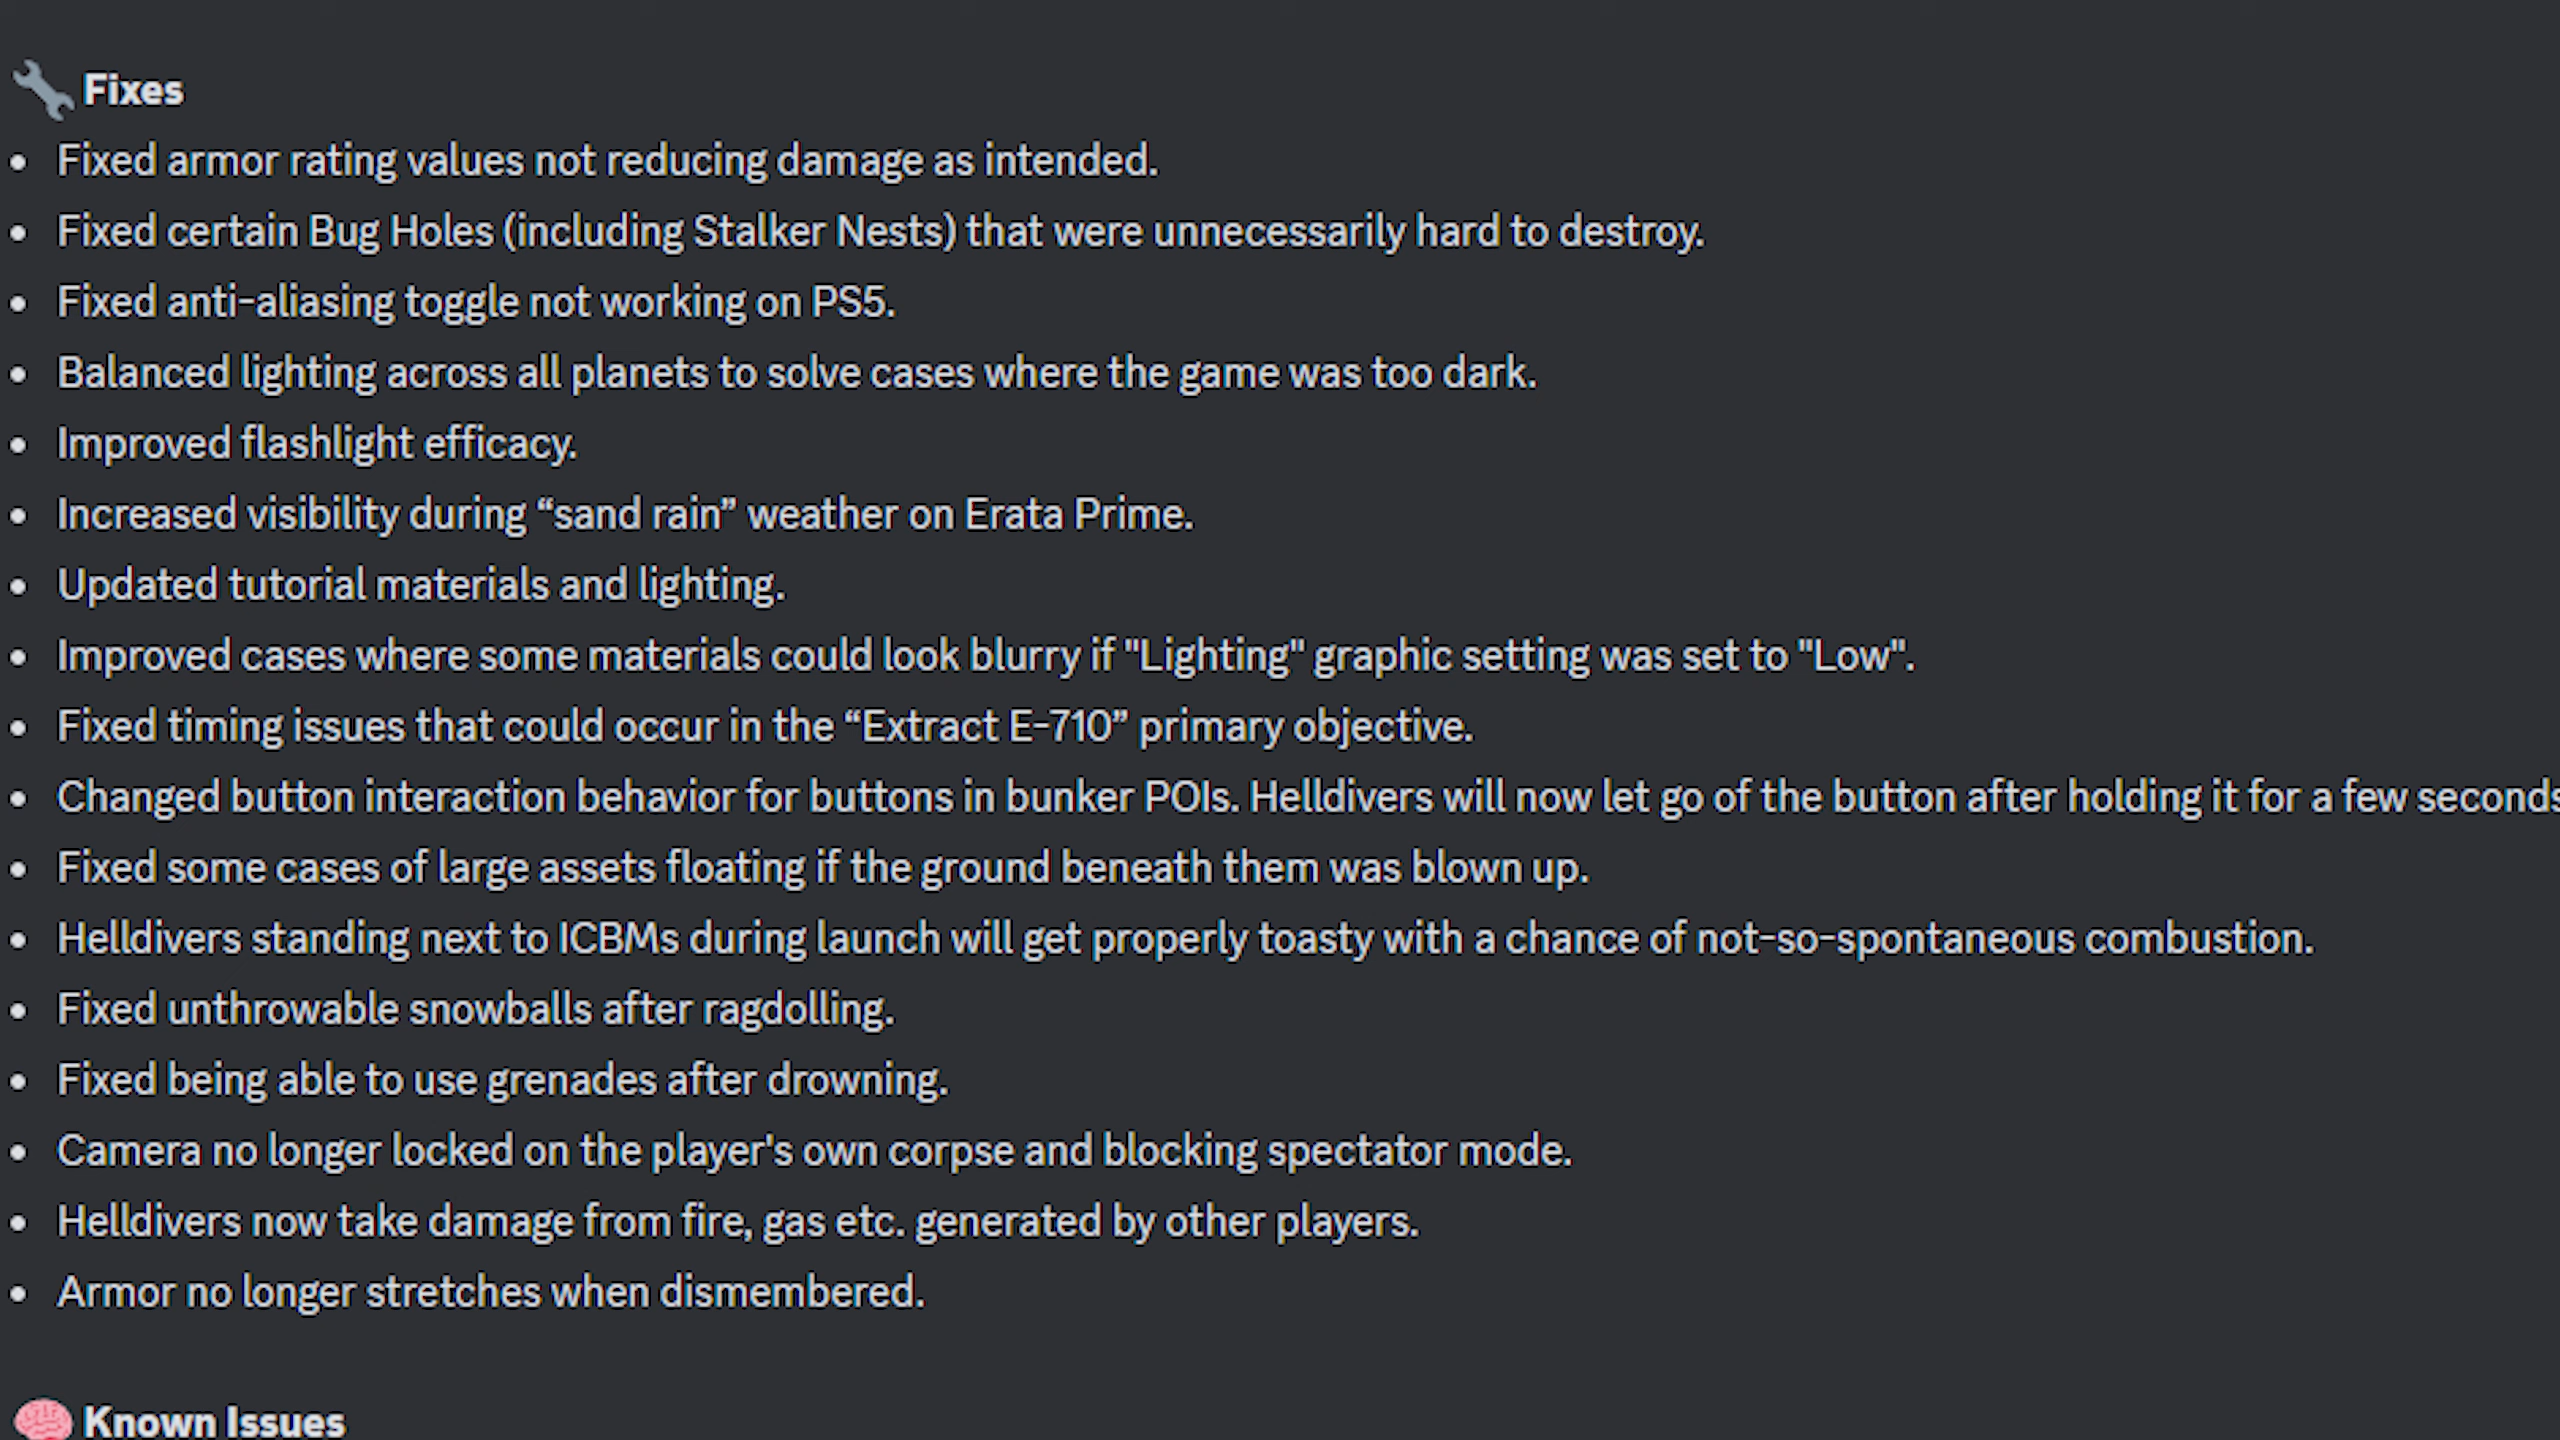 Fixes
• Fixed armor rating values not reducing damage as intended.
• Fixed certain Bug Holes (including Stalker Nests) that were unnecessarily hard to destroy.
• Fixed anti-aliasing toggle not working on PS5.
• Balanced lighting across all planets to solve cases where the game was too dark.
• Improved flashlight efficacy.
• Increased visibility during “sand rain” weather on Erata Prime.
• Updated tutorial materials and lighting.
• Improved cases where some materials could look blurry if "Lighting" graphic setting was set to "Low".
• Fixed timing issues that could occur in the “Extract E-710” primary objective.
• Changed button interaction behavior for buttons in bunker POIs. Helldivers will now let go of the button after holding it for a few seconds
• Fixed some cases of large assets floating if the ground beneath them was blown up.
• Helldivers standing next to ICBMs during launch will get properly toasty with a chance of not-so-spontaneous combustion.
• Fixed unthrowable snowballs after ragdolling.
• Fixed being able to use grenades after drowning.
• Camera no longer locked on the player's own corpse and blocking spectator mode.
• Helldivers now take damage from fire, gas etc. generated by other players.
• Armor no longer stretches when dismembered.
Known Issues